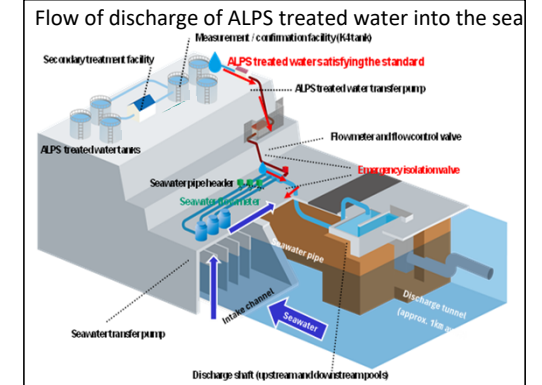 Flow of discharge of ALPS treated water into the sea
Measurement / confirmation facility (K4 tank)
Secondary treatment facility
ALPS treated water satisfying the standard
ALPS treated water transfer pump
Flowmeter and flow control valve
ALPS treated water tanks
Emergency isolation valve
Seawater pipe header
Seawater flowmeter
Seawater pipe
Intake channel
Seawater
Discharge tunnel
(approx. 1km
Seawater transfer pump
Discharge shaft (upstream and downstream pools)